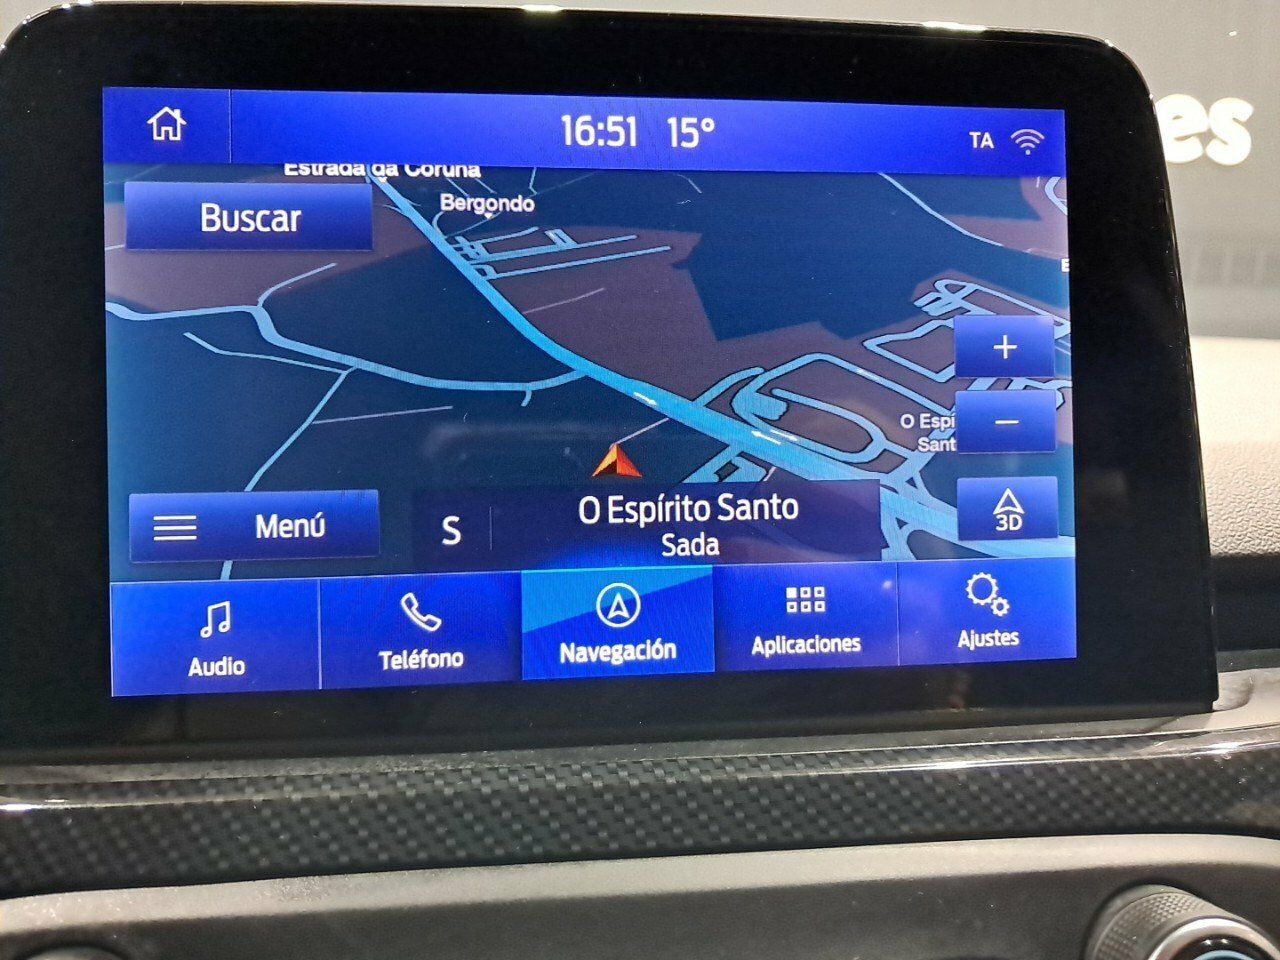 16:51 15°
TA
Estrada da Coruña
Buscar
Bergondo
+
O Espí
Sant
−
Menú
S
O Espírito Santo
Sada
3D
Audio
Teléfono
Navegación
Aplicaciones
Ajustes
es